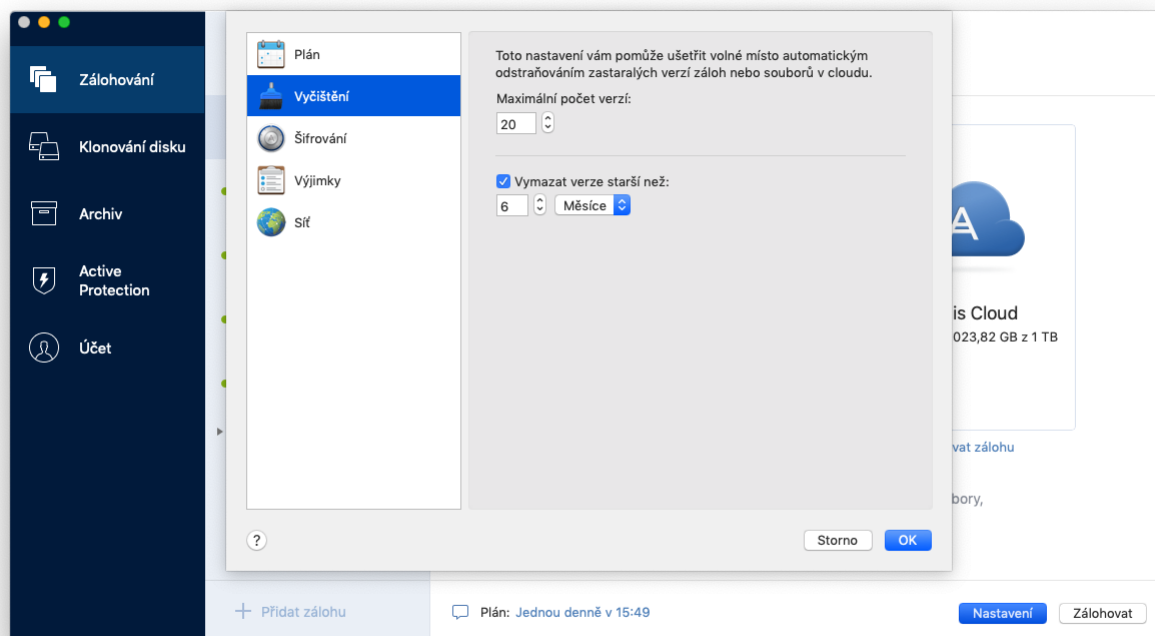 Zálohování
Klonování disku
Archiv
Active
Protection
Účet
Plán
Vyčištění
Šifrování
Výjimky
Síť
Toto nastavení vám pomůže ušetřit volné místo automatickým
odstraňováním zastaralých verzí záloh nebo souborů v cloudu.
Maximální počet verzí:
20
Vymazat verze starší než:
6 Měsíce
?
Storno
OK
is Cloud
023,82 GB z 1 TB
vat zálohu
bory,
Přidat zálohu
Plán: Jednou denně v 15:49
Nastavení
Zálohovat